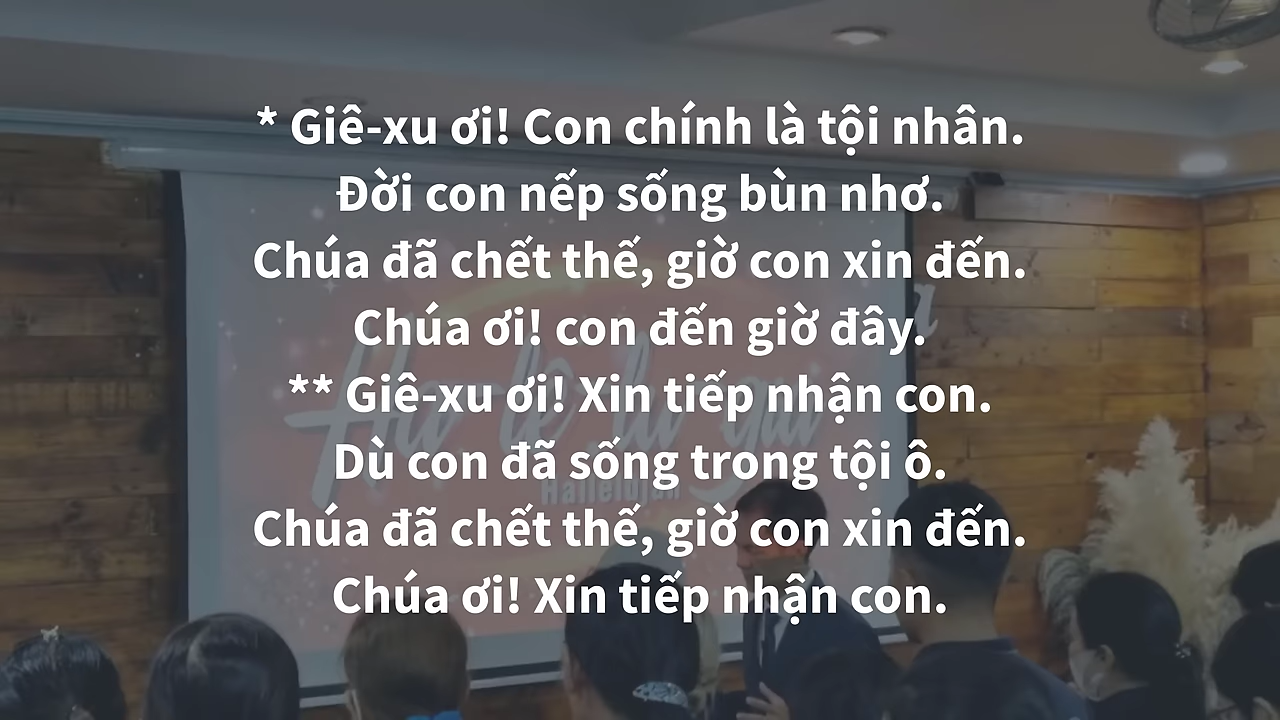 * Giê-xu ơi! Con chính là tội nhân.
Đời con nếp sống bùn nhơ.
Chúa đã chết thế, giờ con xin đến.
Chúa ơi! con đến giờ đây.
** Giê-xu ơi! Xin tiếp nhận con.
Dù con đã sống trong tội ô.
Chúa đã chết thế, giờ con xin đến.
Chúa ơi! Xin tiếp nhận con.
Hallelujah